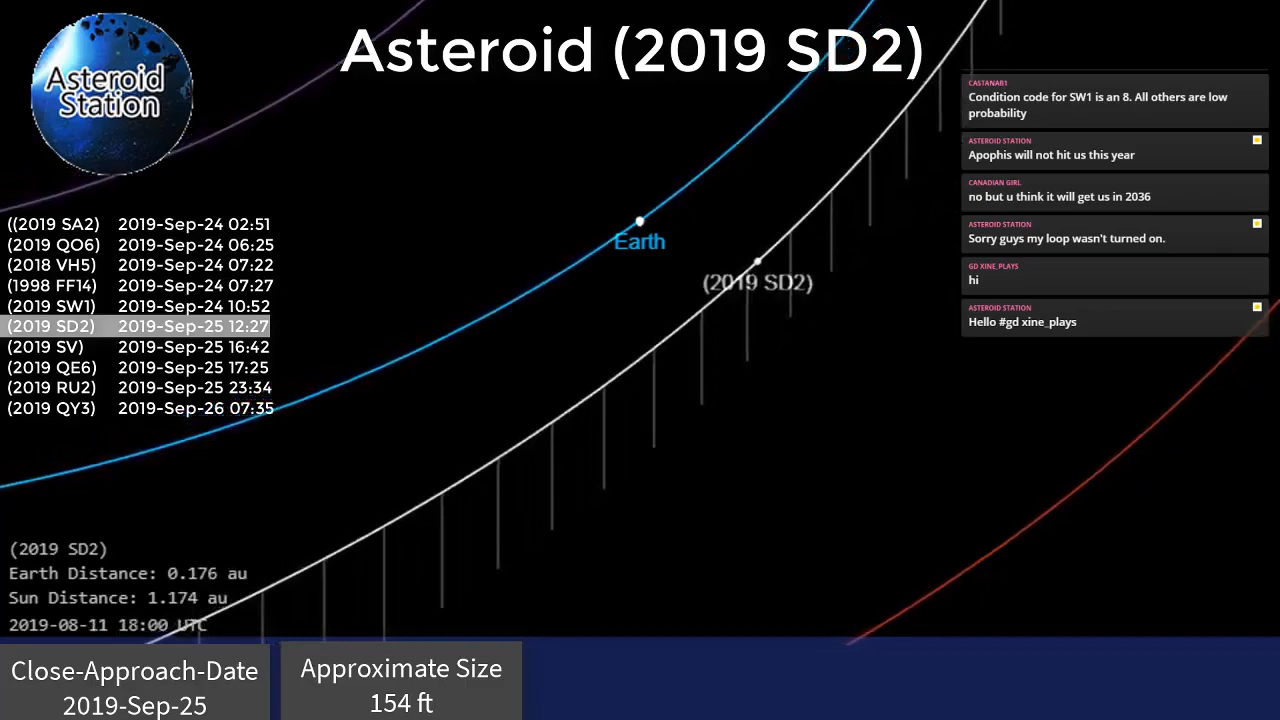 Asteroid (2019 SD2)
Asteroid
Station
((2019 SA2) 2019-Sep-24 02:51
(2019 QO6) 2019-Sep-24 06:25
(2018 VH5) 2019-Sep-24 07:22
(1998 FF14) 2019-Sep-24 07:27
(2019 SW1) 2019-Sep-24 10:52
(2019 SD2) 2019-Sep-25 12:27
(2019 SV) 2019-Sep-25 16:42
(2019 QE6) 2019-Sep-25 17:25
(2019 RU2) 2019-Sep-25 23:34
(2019 QY3) 2019-Sep-26 07:35
Earth
(2019 SD2)
CASTANAR1
Condition code for SW1 is an 8. All others are low
probability
ASTEROID STATION
Apophis will not hit us this year
CANADIAN GIRL
no but u think it will get us in 2036
ASTEROID STATION
Sorry guys my loop wasn't turned on.
GD XINE_PLAYS
hi
ASTEROID STATION
Hello #gd xine_plays
(2019 SD2)
Earth Distance: 0.176 au
Sun Distance: 1.174 au
2019-08-11 18:00 UTC
Close-Approach-Date
2019-Sep-25
Approximate Size
154 ft